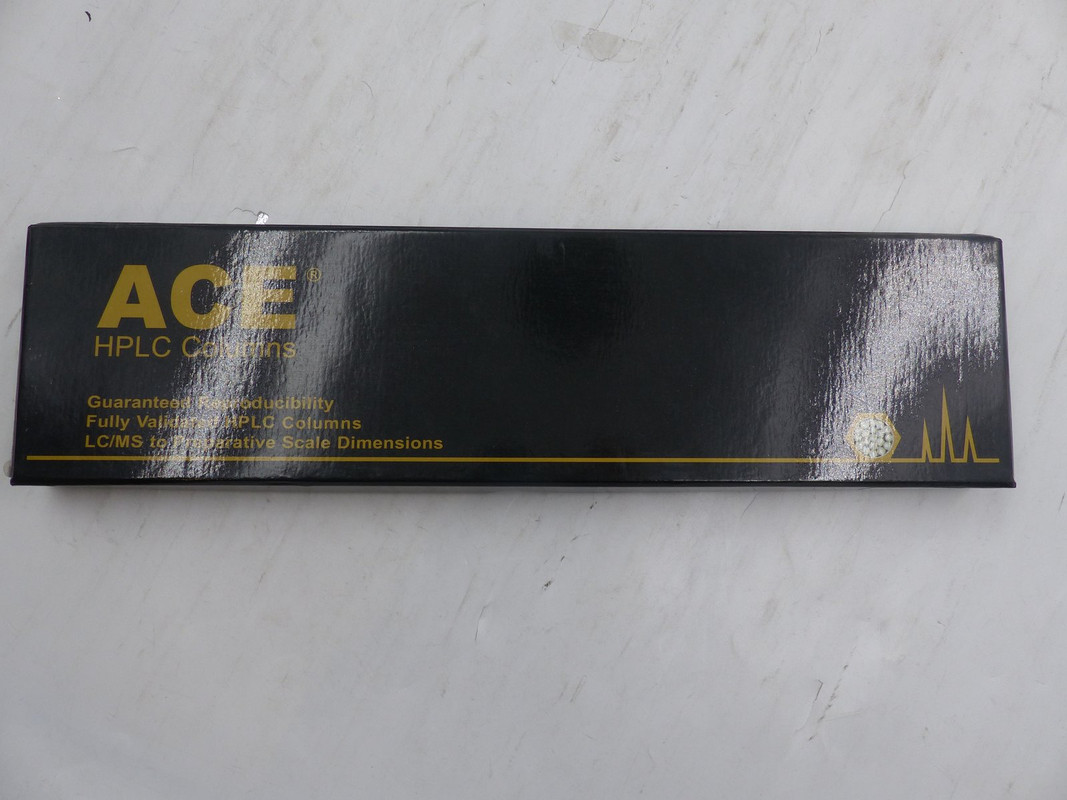 ACE®
HPLC Columns
Guaranteed Reproducibility
Fully Validated HPLC Columns
LC/MS to Preparative Scale Dimensions